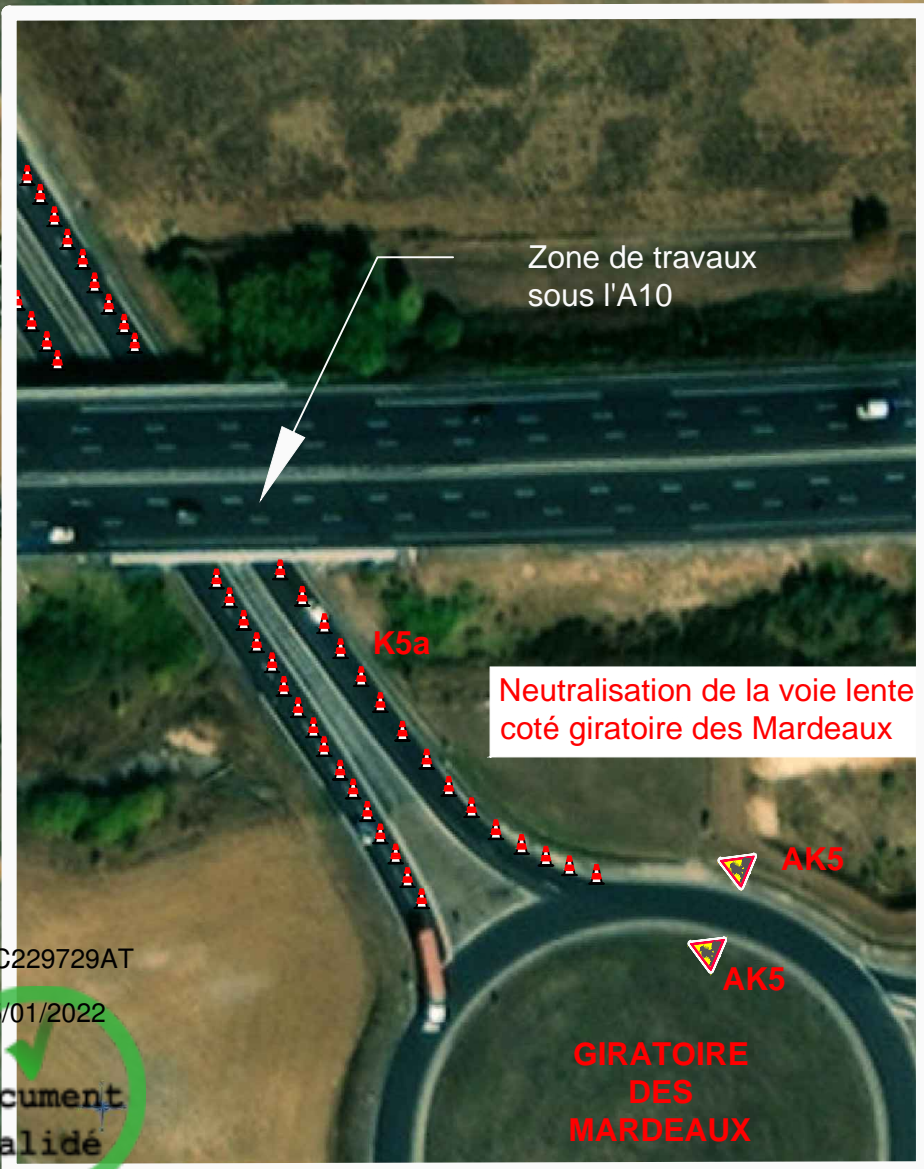 Zone de travaux
sous l'A10
K5a
Neutralisation de la voie lente
coté giratoire des Mardeaux
AK5
AK5
C229729AT
/01/2022
GIRATOIRE
DES
MARDEAUX
cument
alidé